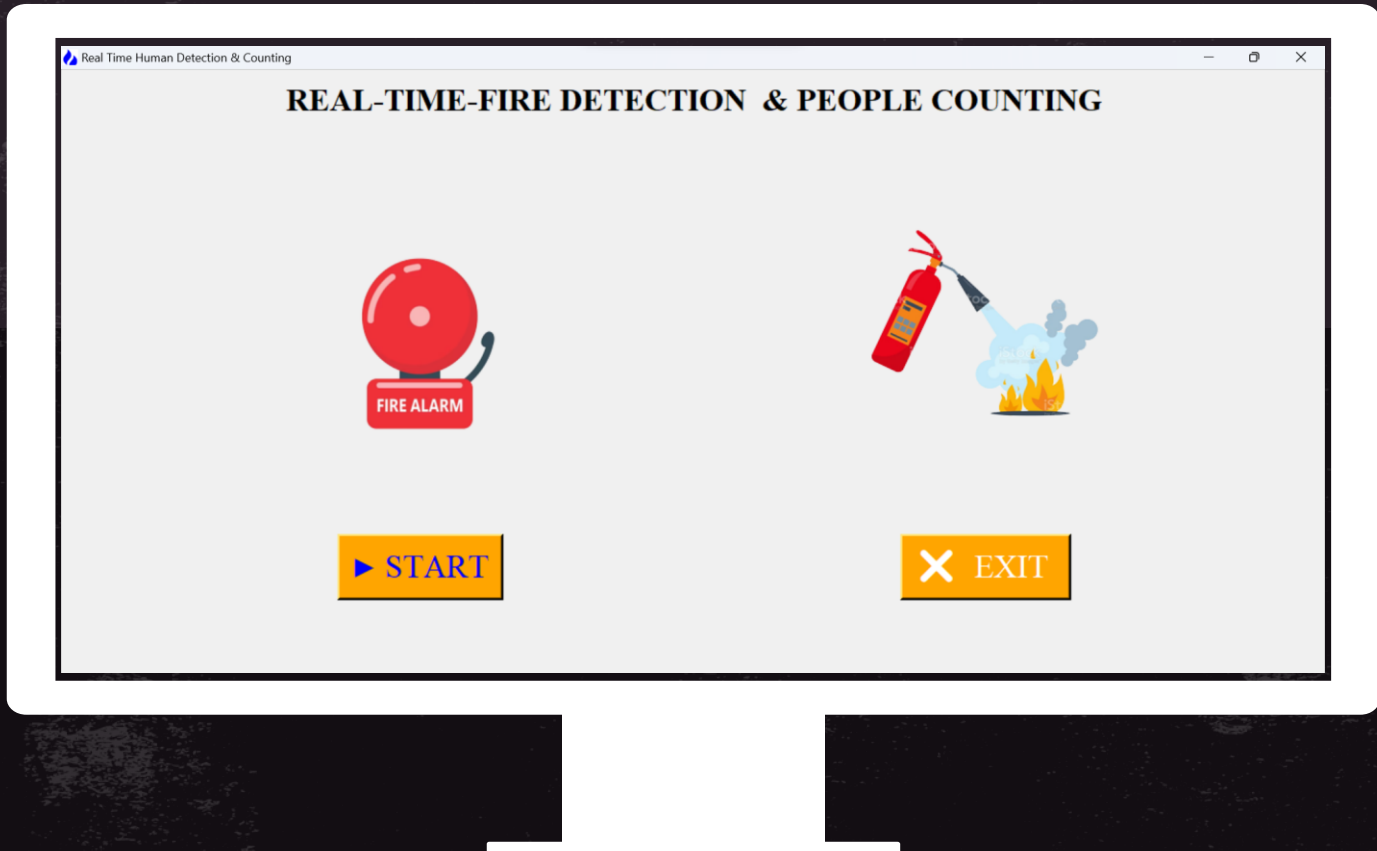 Real Time Human Detection & Counting
REAL-TIME-FIRE DETECTION & PEOPLE COUNTING
FIRE ALARM
► START
✕ EXIT